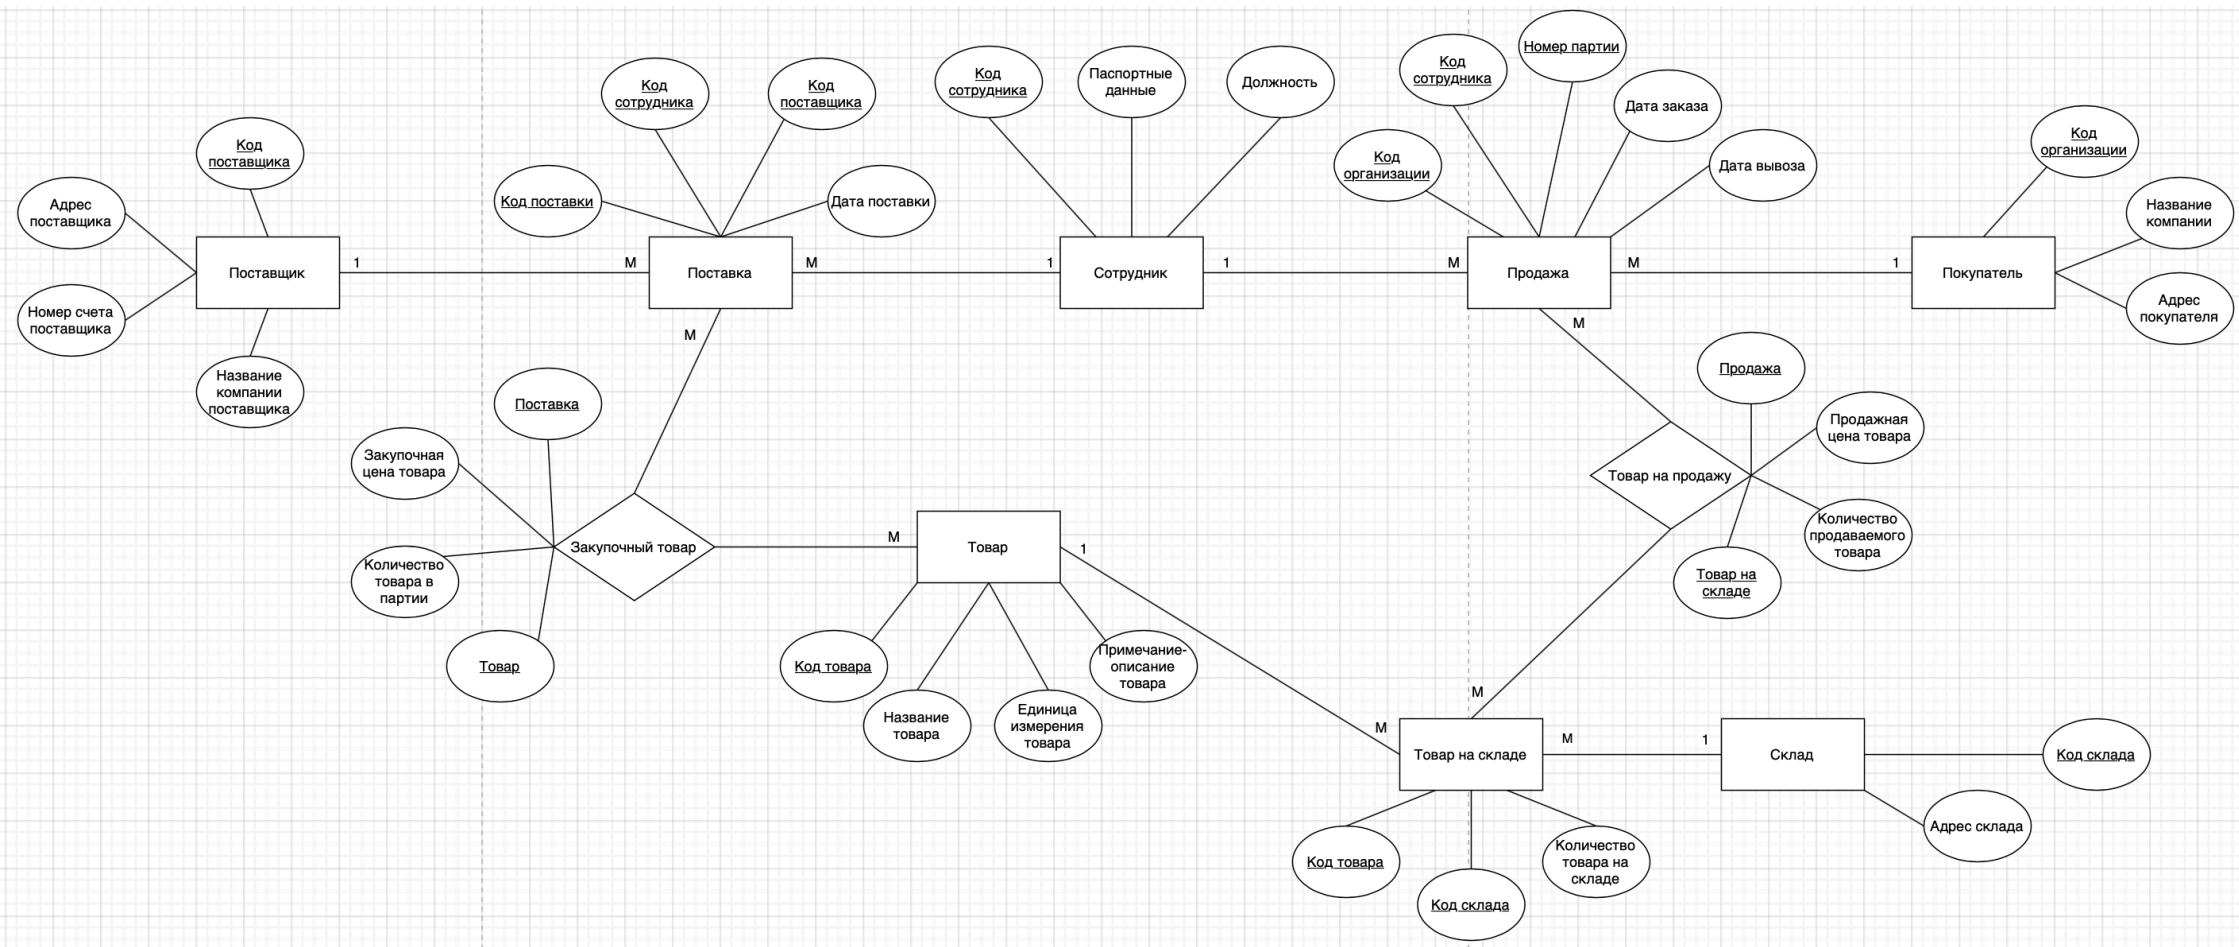 Номер партии
Код
сотрудника
Код
сотрудника
Код
поставщика
Код
сотрудника
Паспортные
данные
Должность
Дата заказа
Код
поставщика
Код
организации
Дата вывоза
Код
организации
Адрес
поставщика
Код поставки
Дата поставки
Название
компании
Поставщик
1
М
Поставка
М
1
Сотрудник
1
М
Продажа
М
1
Покупатель
Номер счета
поставщика
Адрес
покупателя
М
М
Название
компании
поставщика
Поставка
Продажа
Закупочная
цена товара
Продажная
цена товара
Товар на продажу
Закупочный товар
М
Товар
1
Количество
продаваемого
товара
Количество
товара в
партии
Товар на
складе
Товар
Код товара
Примечание-
описание
товара
Название
товара
Единица
измерения
товара
М
М
Товар на складе
М
1
Склад
Код склада
Адрес склада
Код товара
Количество
товара на
складе
Код склада